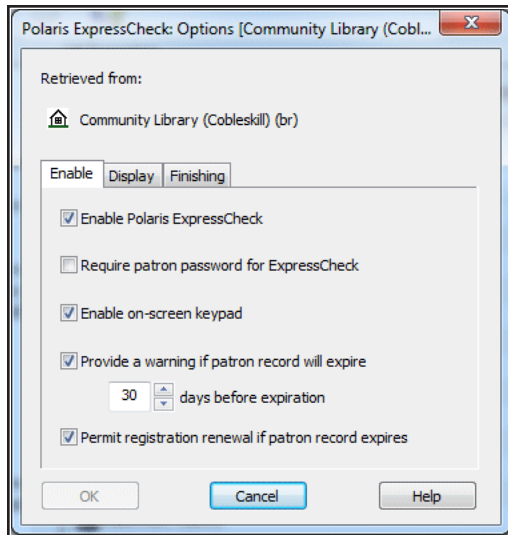 Polaris ExpressCheck: Options [Community Library (Cobl...
Retrieved from:
Community Library (Cobleskill) (br)
Enable Display Finishing
Enable Polaris ExpressCheck
Require patron password for ExpressCheck
Enable on-screen keypad
Provide a warning if patron record will expire
30 days before expiration
Permit registration renewal if patron record expires
OK Cancel Help